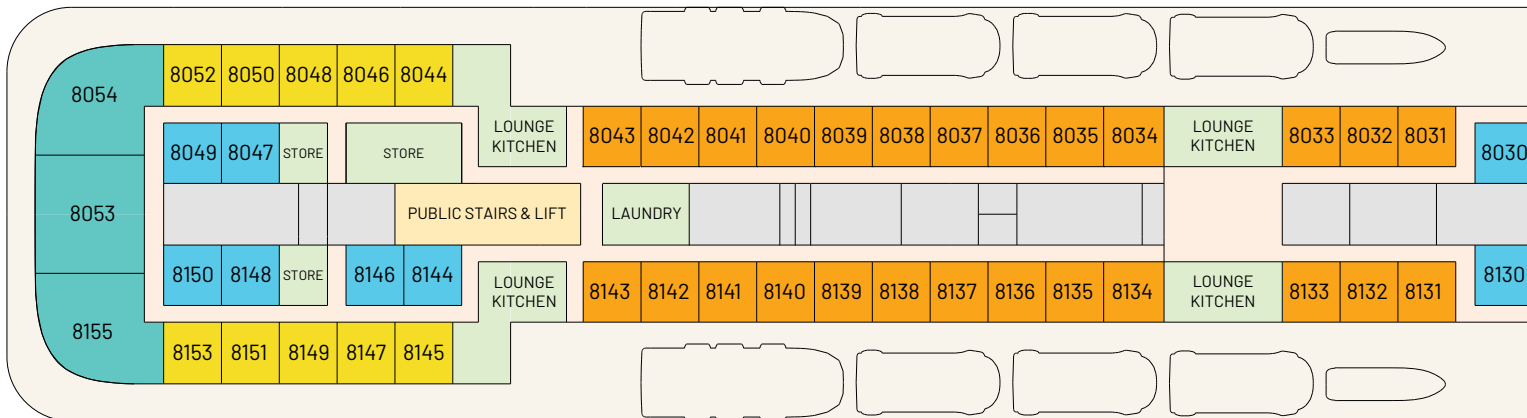 8052 8050 8048 8046 8044
8054
LOUNGE
KITCHEN
8043 8042 8041 8040 8039 8038 8037 8036 8035 8034
LOUNGE
KITCHEN
8033 8032 8031
8049 8047 STORE
STORE
8030
8053
PUBLIC STAIRS & LIFT
LAUNDRY
8150 8148 STORE
8146 8144
LOUNGE
KITCHEN
8143 8142 8141 8140 8139 8138 8137 8136 8135 8134
LOUNGE
KITCHEN
8133 8132 8131
8130
8155
8153 8151 8149 8147 8145